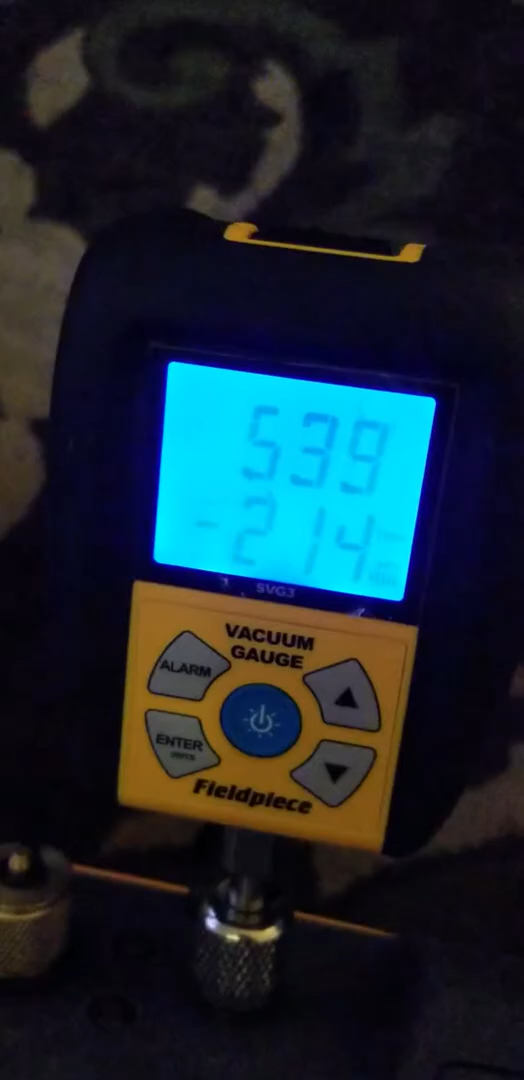 539
-214
SVG3
VACUUM
GAUGE
ALARM
ENTER
Fieldpiece